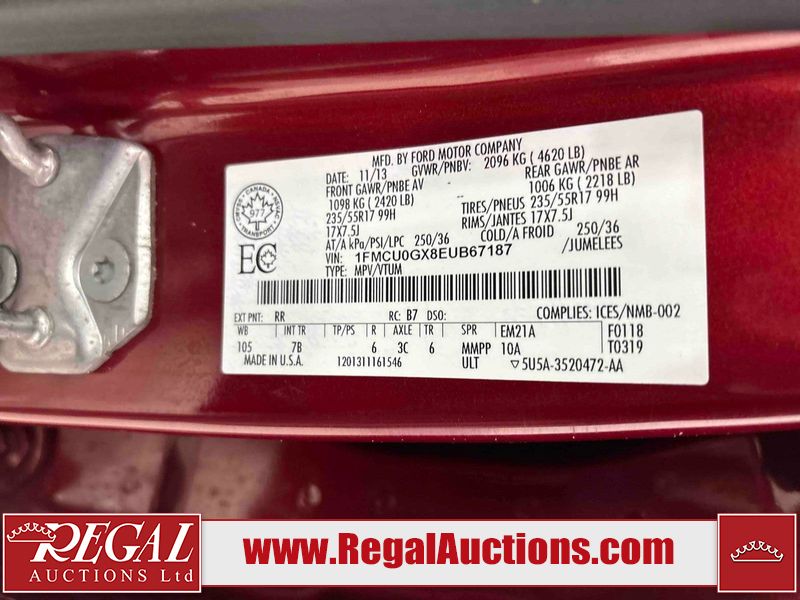 MFD. BY FORD MOTOR COMPANY
DATE: 11/13 GVWR/PNBV: 2096 KG ( 4620 LB)
FRONT GAWR/PNBE AV REAR GAWR/PNBE AR
1098 KG ( 2420 LB) 1006 KG ( 2218 LB)
235/55R17 99H TIRES/PNEUS 235/55R17 99H
17X7.5J RIMS/JANTES 17X7.5J
AT/A kPa/PSI/LPC 250/36 COLD/A FROID 250/36
VIN: 1FMCU0GX8EUB67187 /JUMELEES
TYPE: MPV/VTUM
CANADA
977
TRANSPORT
EC
EXT PNT: RR RC: B7 DSO: COMPLIES: ICES/NMB-002
WB INT TR TP/PS R AXLE TR SPR EM21A F0118
105 7B 6 3C 6 MMPP 10A T0319
MADE IN U.S.A. 1201311161546 ULT ▽5U5A-3520472-AA
REGAL
AUCTIONS Ltd
www.RegalAuctions.com